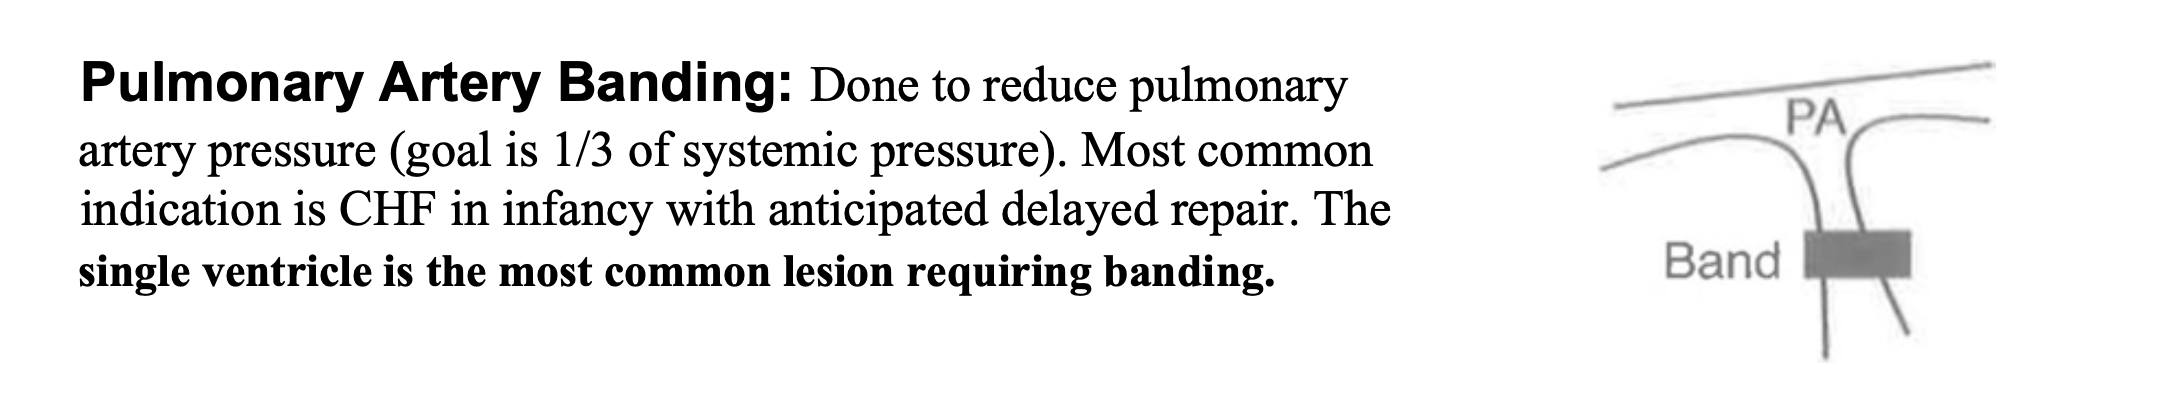 Pulmonary Artery Banding: Done to reduce pulmonary
artery pressure (goal is 1/3 of systemic pressure). Most common
indication is CHF in infancy with anticipated delayed repair. The
single ventricle is the most common lesion requiring banding.
PA
Band